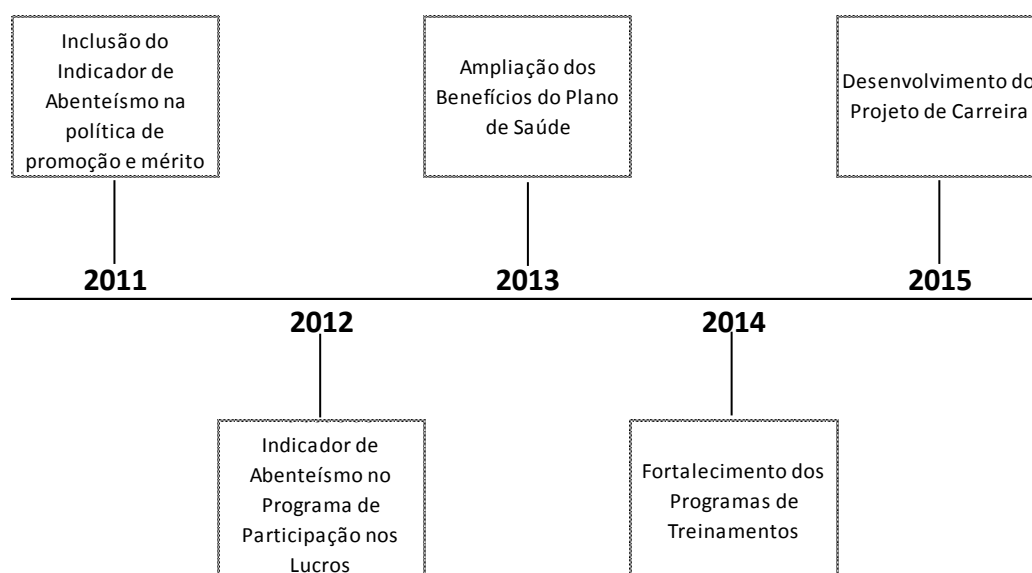 Inclusão do
Indicador de
Abenteísmo na
política de
promoção e mérito
Ampliação dos
Benefícios do Plano
de Saúde
Desenvolvimento do
Projeto de Carreira
2011
2013
2015
2012
2014
Indicador de
Abenteísmo no
Programa de
Participação nos
Lucros
Fortalecimento dos
Programas de
Treinamentos